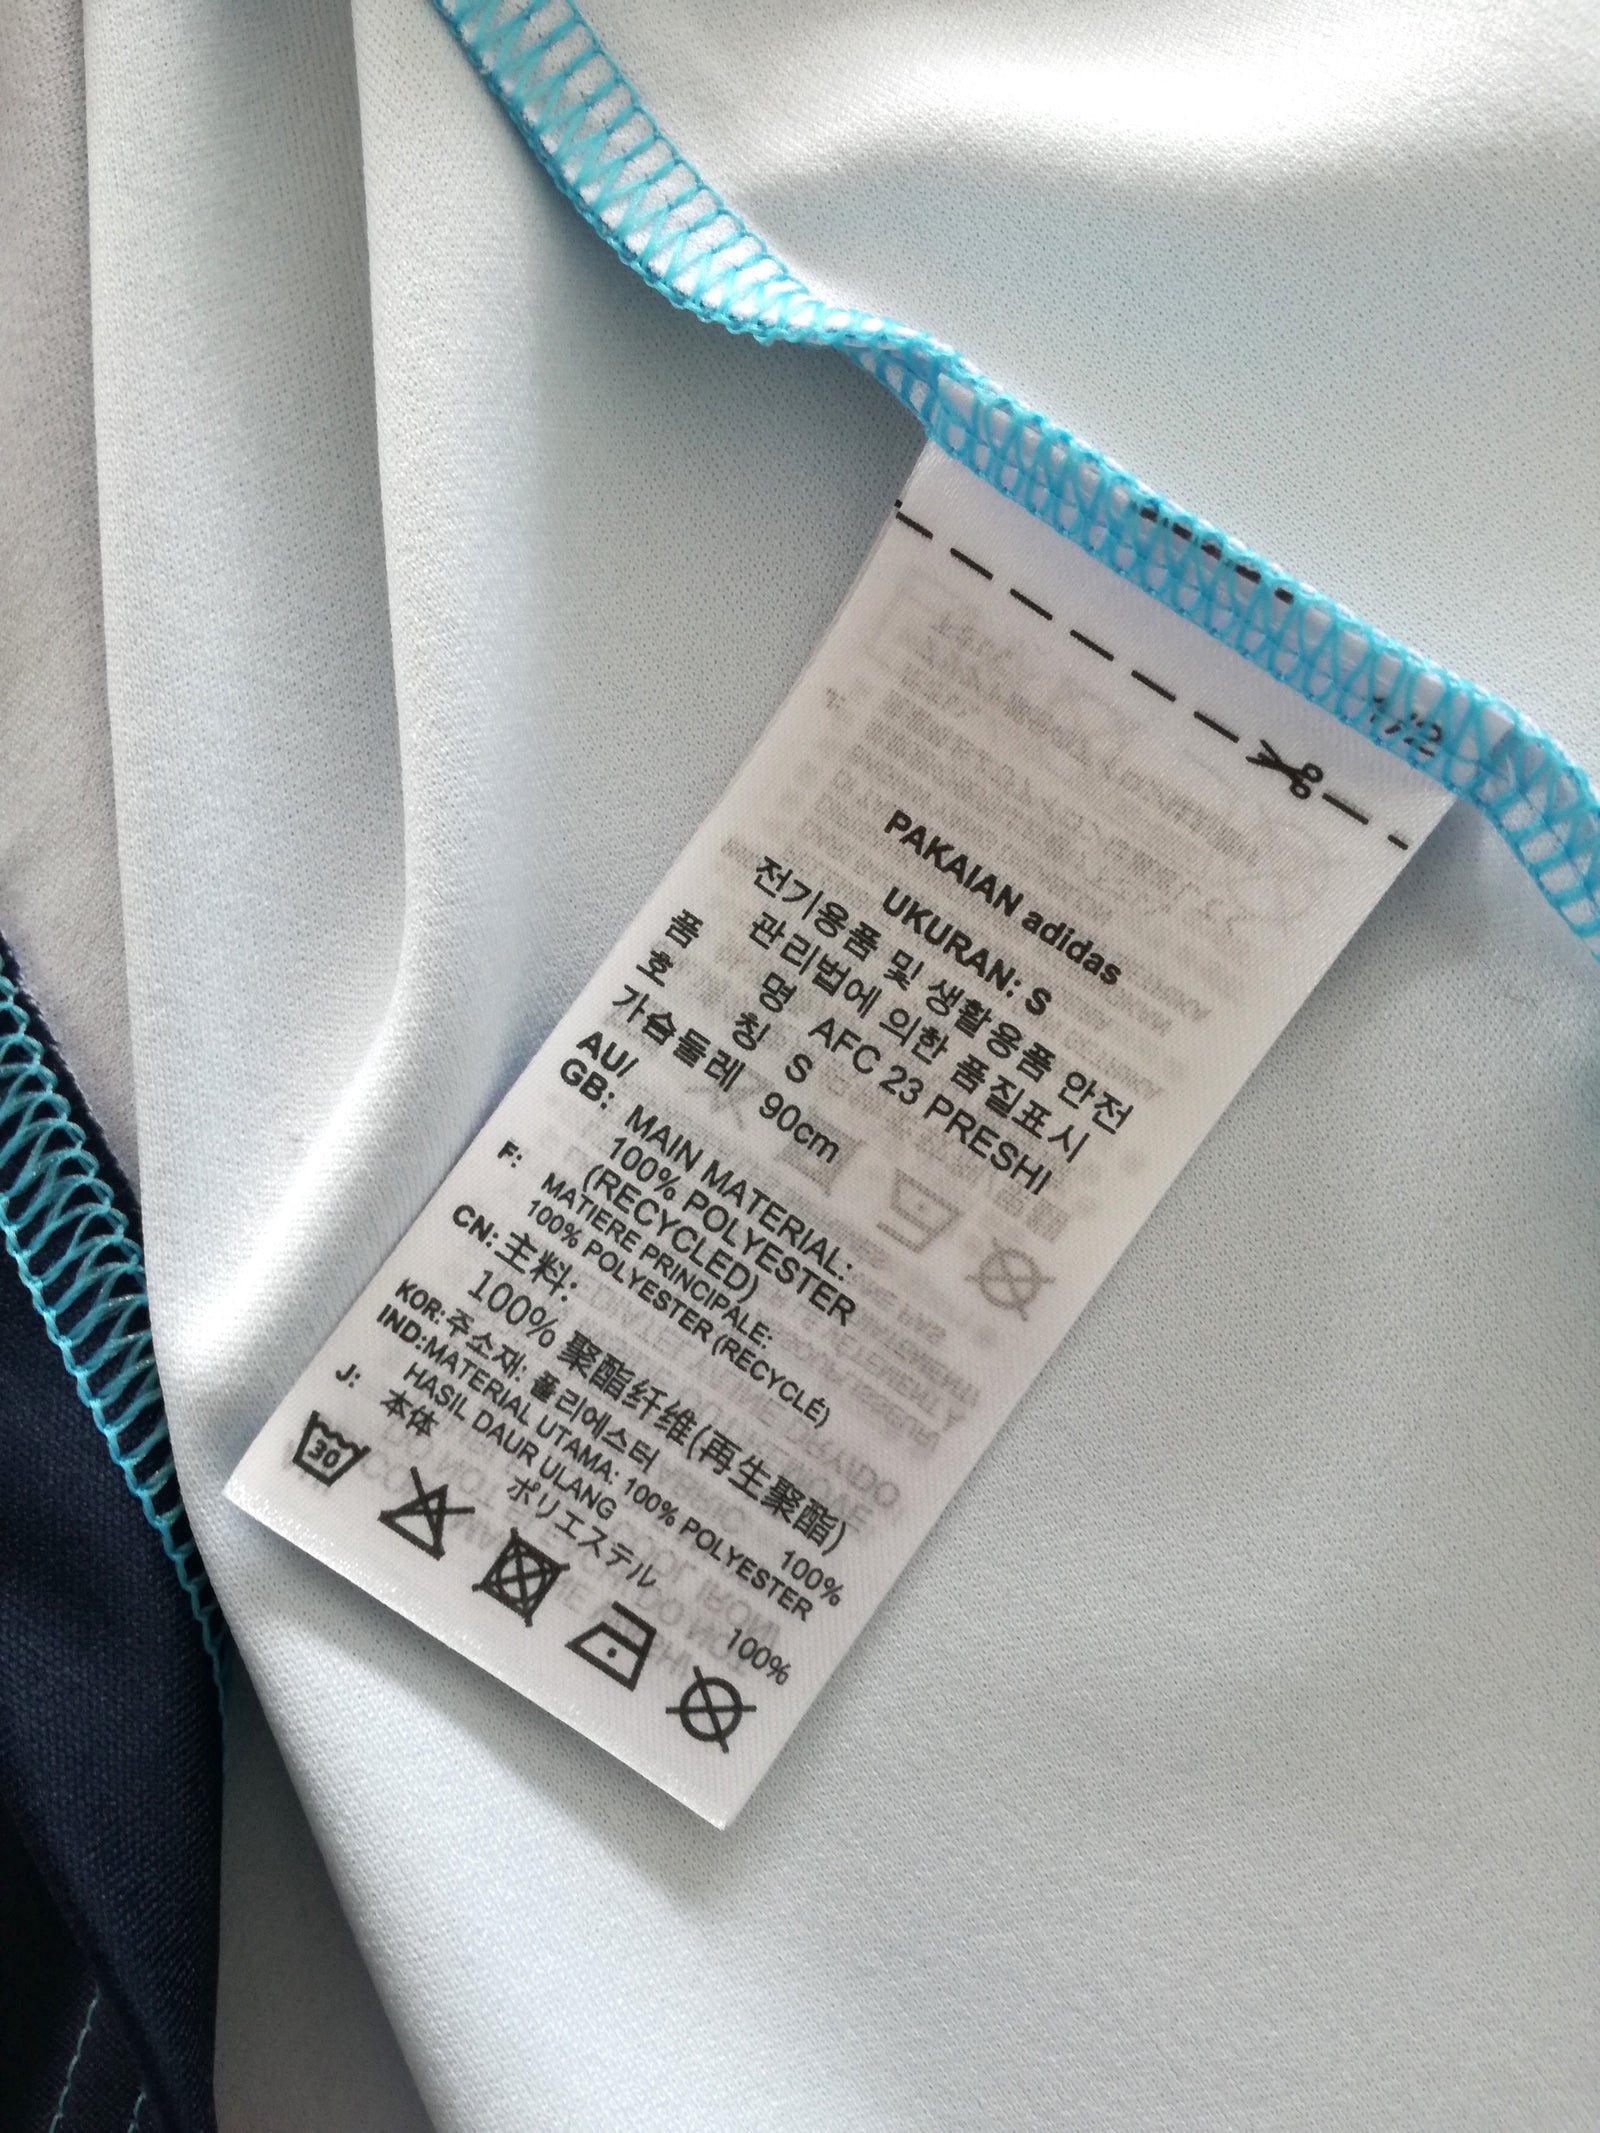 1/2
PAKAIAN adidas
UKURAN: S
전기용품 및 생활용품 안전
관리법에 의한 품질표시
품 명 AFC 23 PRESHI
호 칭 S
가슴둘레 90cm
AU/
GB: MAIN MATERIAL:
100% POLYESTER
(RECYCLED)
F: MATIERE PRINCIPALE:
100% POLYESTER (RECYCLÉ)
CN: 主料:
100% 聚酯纤维(再生聚酯)
KOR: 주소재: 폴리에스터 100%
IND: MATERIAL UTAMA: 100% POLYESTER
HASIL DAUR ULANG
J: 本体
ポリエステル 100%
30